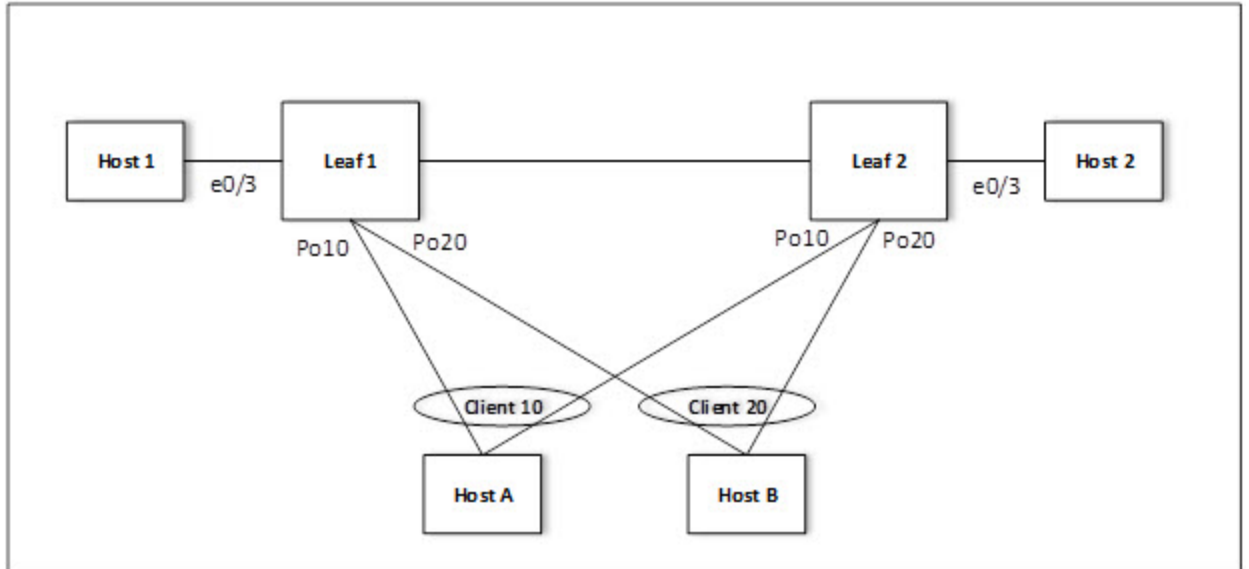 Host 1
Leaf 1
Leaf 2
Host 2
e0/3
e0/3
Po10
Po20
Po10
Po20
Client 10
Client 20
Host A
Host B